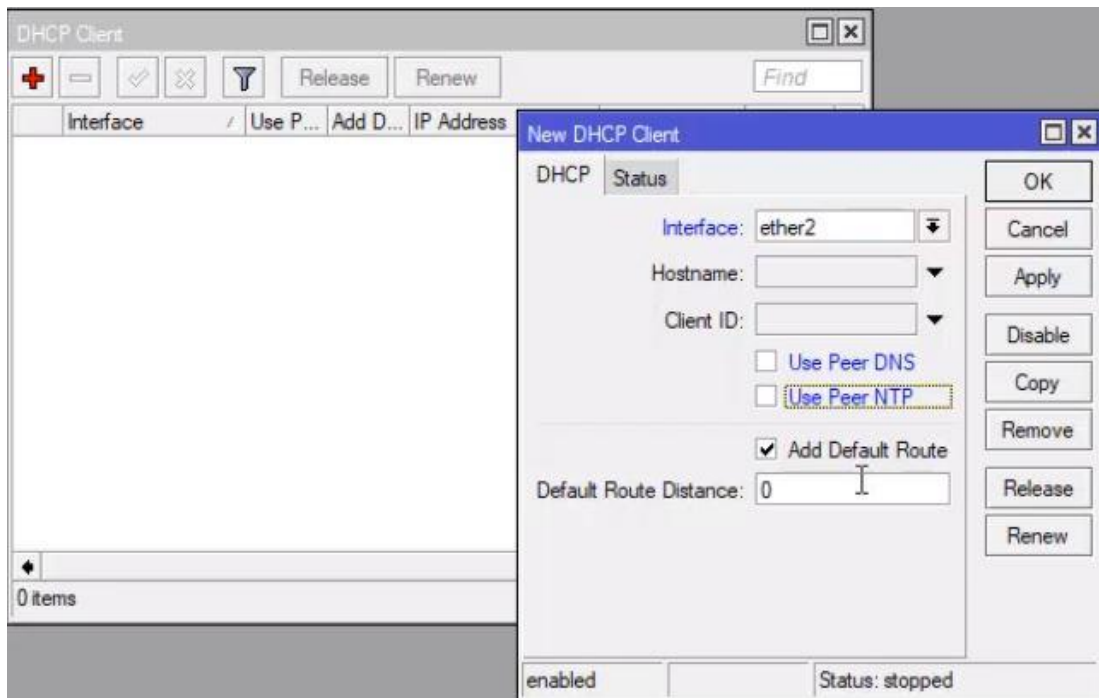 DHCP Client
Release Renew Find
Interface / Use P... Add D... IP Address
0 items
New DHCP Client
DHCP Status
Interface: ether2
Hostname:
Client ID:
Use Peer DNS
Use Peer NTP
Add Default Route
Default Route Distance: 0
OK
Cancel
Apply
Disable
Copy
Remove
Release
Renew
enabled Status: stopped